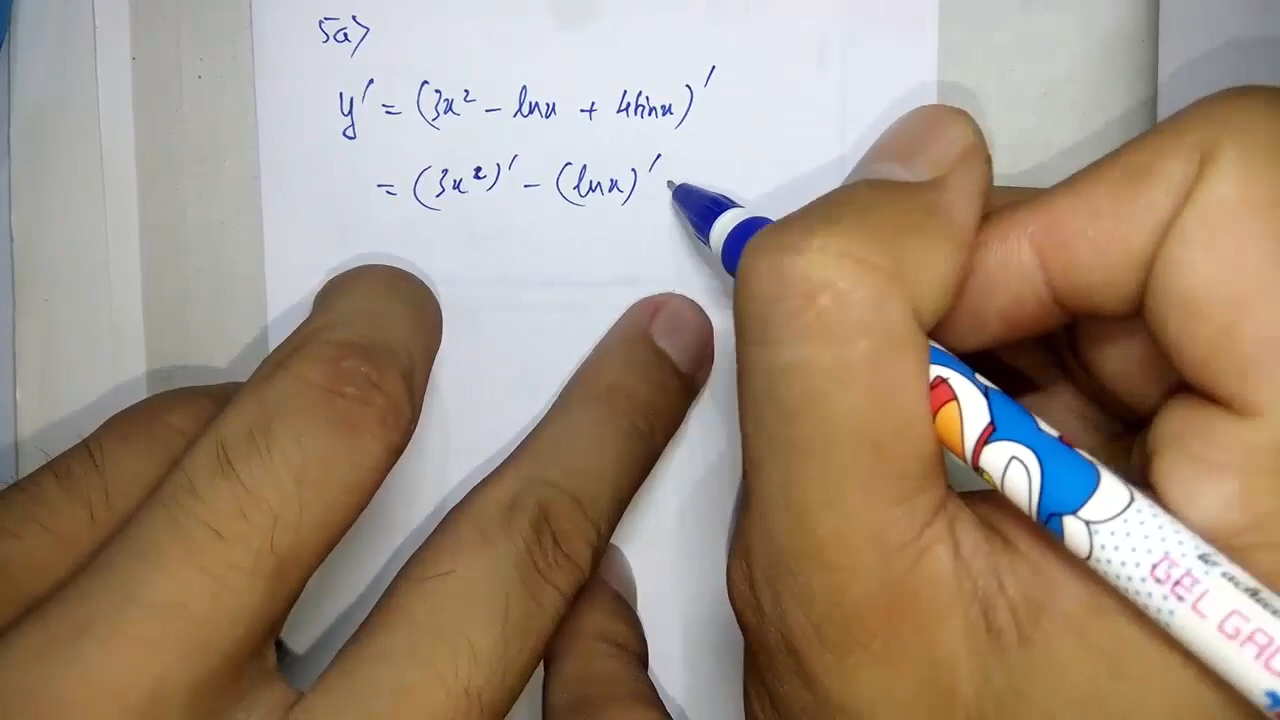 5a>
y' = (3x² - lnx + 4sinx)'
= (3x²)' - (lnx)'
GEL GA